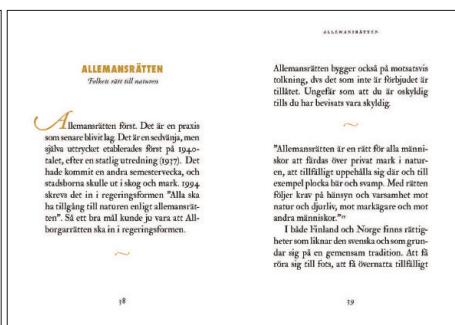 ALLEMANSRÄTTEN
Folkets rätt till naturen
Allemansrätten först. Det är en praxis
som senare blivit lag. Det är en sedvänja, men
själva uttrycket etablerades först på 1940-
talet, efter en statlig utredning (1937). Det
hade kommit en andra semestervecka, och
stadsborna skulle ut i skog och mark. 1994
skrevs det in i regeringsformen "Alla ska
ha tillgång till naturen enligt allemansrät-
ten". Så ett bra mål kunde ju vara att All-
borgarrätten ska in i regeringsformen.
38
ALLEMANSRÄTTEN
Allemansrätten bygger också på motsatsvis
tolkning, dvs det som inte är förbjudet är
tillåtet. Ungefär som att du är oskyldig
tills du har bevisats vara skyldig.
"Allemansrätten är en rätt för alla männi-
skor att färdas över privat mark i natur-
en, att tillfälligt uppehålla sig där och till
exempel plocka bär och svamp. Med rätten
följer krav på hänsyn och varsamhet mot
natur och djurliv, mot markägare och mot
andra människor."
I både Finland och Norge finns rättig-
heter som liknar den svenska och som grun-
dar sig på en gemensam tradition. Att få
röra sig till fots, att få övernatta tillfälligt
39